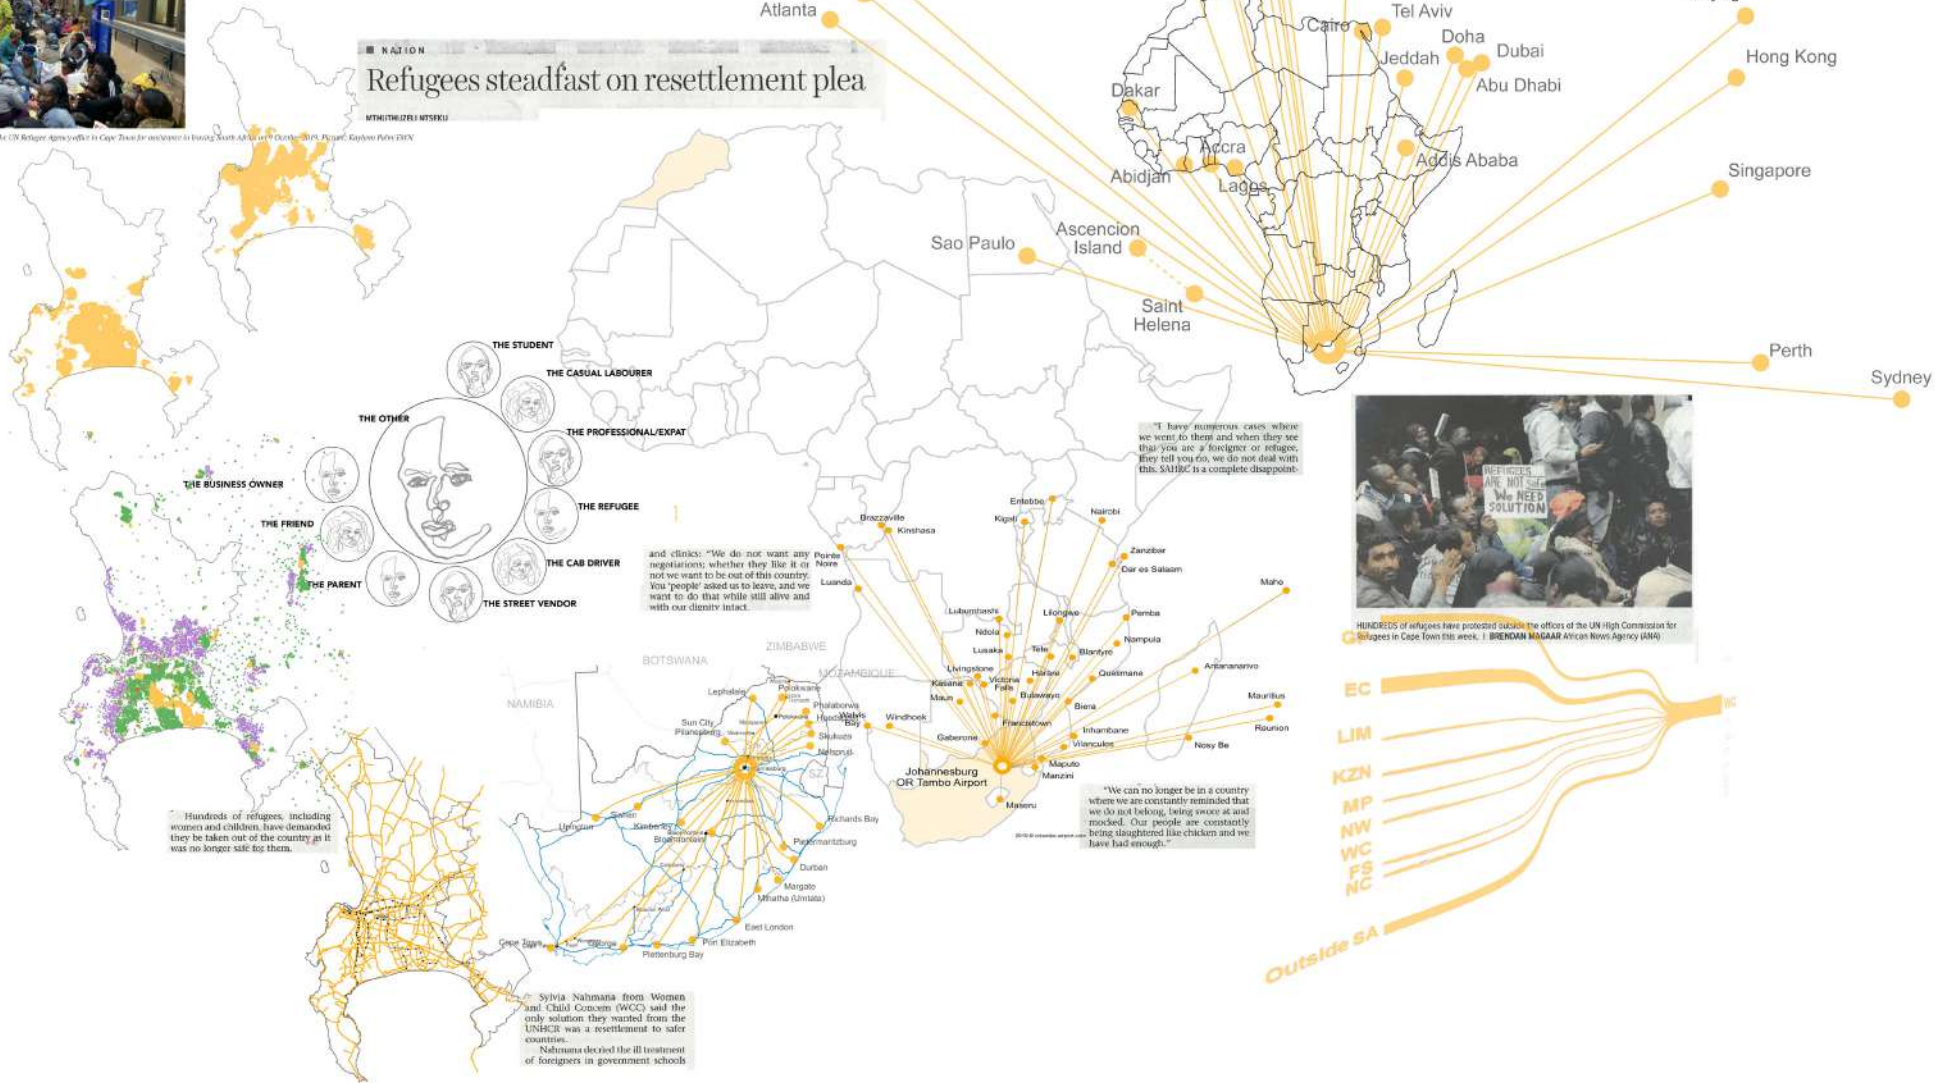 Atlanta
Cairo
Tel Aviv
Doha
Dubai
Jeddah
Abu Dhabi
Hong Kong
Dakar
Accra
Addis Ababa
Abidjan
Lagos
Singapore
Ascencion
Island
Sao Paulo
Saint
Helena
Perth
Sydney
NATION
Refugees steadfast on resettlement plea
MTHUTHUZELI NTSEKU
THE STUDENT
THE CASUAL LABOURER
THE OTHER
THE PROFESSIONAL/EXPAT
THE BUSINESS OWNER
THE REFUGEE
THE FRIEND
THE CAB DRIVER
THE PARENT
THE STREET VENDOR
"I have numerous cases where
we went to them and when they see
that you are a foreigner or refugee,
they tell you no, we do not deal with
this. SAHRC is a complete disappoint-
REFUGEES
ARE NOT Safe
We NEED
SOLUTION
HUNDREDS of refugees have protested outside the offices of the UN High Commission for
Refugees in Cape Town this week. | BRENDAN MAGAAR African News Agency (ANA)
and clinics: "We do not want any
negotiations; whether they like it or
not we want to be out of this country.
You 'people' asked us to leave, and we
want to do that while still alive and
with our dignity intact.
Entebbe
Brazzaville
Kinshasa
Kigali
Nairobi
Pointe
Noire
Zanzibar
Dar es Salaam
Luanda
Mahe
Lubumbashi
Lilongwe
Pemba
Ndola
Nampula
Lusaka
Tete
Blantyre
Livingstone
Antananarivo
Kasane
Victoria
Falls
Harare
Quelimane
Maun
Bulawayo
Mauritius
Biera
Walvis
Bay
Windhoek
Francistown
Reunion
Inhambane
Gaberone
Vilanculos
Nosy Be
Maputo
Manzini
Johannesburg
OR Tambo Airport
Maseru
ZIMBABWE
BOTSWANA
MOZAMBIQUE
NAMIBIA
SZ
Lephalale
Polokwane
Phalaborwa
Sun City
Pilanesburg
Skukuza
Nelspruit
Upington
Sishen
Kimberley
Bloemfontein
Richards Bay
Pietermaritzburg
Durban
Margate
Mthatha (Umtata)
East London
Port Elizabeth
Plettenburg Bay
George
Cape Town
"We can no longer be in a country
where we are constantly reminded that
we do not belong, being swore at and
mocked. Our people are constantly
being slaughtered like chicken and we
have had enough."
Hundreds of refugees, including
women and children, have demanded
they be taken out of the country as it
was no longer safe for them.
Sylvia Nahmana from Women
and Child Concern (WCC) said the
only solution they wanted from the
UNHCR was a resettlement to safer
countries.
Nahmana decried the ill treatment
of foreigners in government schools
EC
LIM
KZN
MP
NW
WC
FS
NC
Outside SA